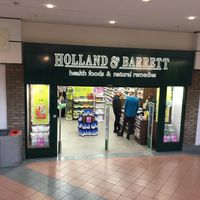 HOLLAND & BARRETT
health foods & natural remedies